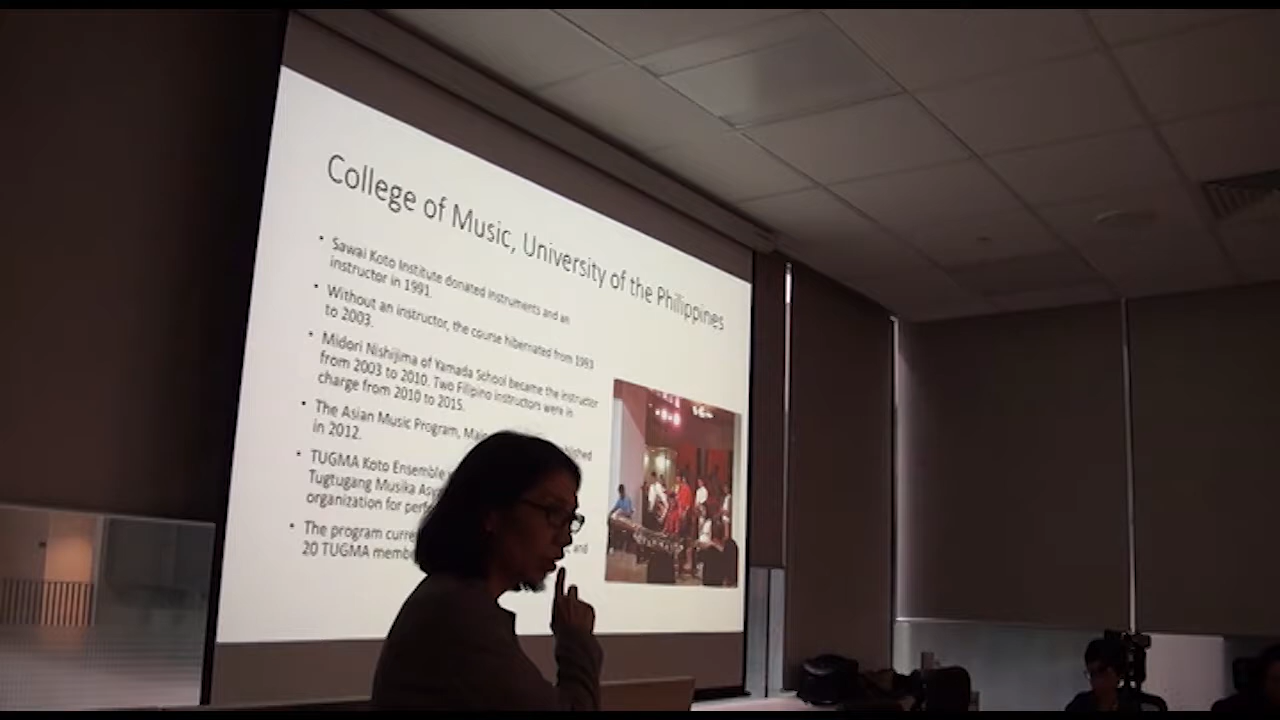 College of Music, University of the Philippines
• Sawai Koto Institute donated instruments and an
instructor in 1991.
• Without an instructor, the course hibernated from 1993
to 2003.
• Midori Nishijima of Yamada School became the instructor
from 2003 to 2010. Two Filipino instructors were in
charge from 2010 to 2015.
• The Asian Music Program,
in 2012.
• TUGMA Koto Ensemble
Tugtugang Musika
organization for
• The program
and
20 TUGMA